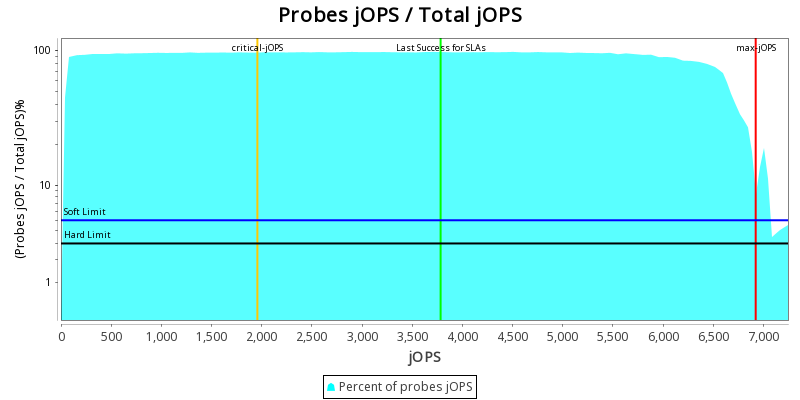 Probes jOPS / Total jOPS
(Probes jOPS / Total jOPS)%
100
10
1
critical-jOPS
Last Success for SLAs
max-jOPS
Soft Limit
Hard Limit
0 500 1,000 1,500 2,000 2,500 3,000 3,500 4,000 4,500 5,000 5,500 6,000 6,500 7,000
jOPS
Percent of probes jOPS